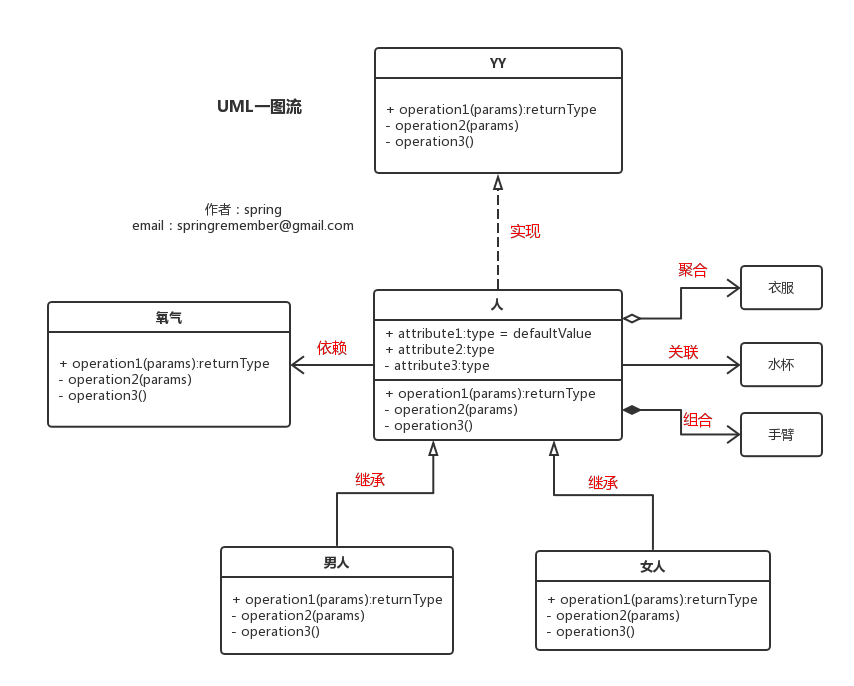 YY
UML一图流
+ operation1(params):returnType
- operation2(params)
- operation3()
作者：spring
email：springremember@gmail.com
实现
聚合
衣服
氧气
+ operation1(params):returnType
- operation2(params)
- operation3()
依赖
人
+ attribute1:type = defaultValue
+ attribute2:type
- attribute3:type
+ operation1(params):returnType
- operation2(params)
- operation3()
关联
水杯
组合
手臂
继承
继承
男人
+ operation1(params):returnType
- operation2(params)
- operation3()
女人
+ operation1(params):returnType
- operation2(params)
- operation3()